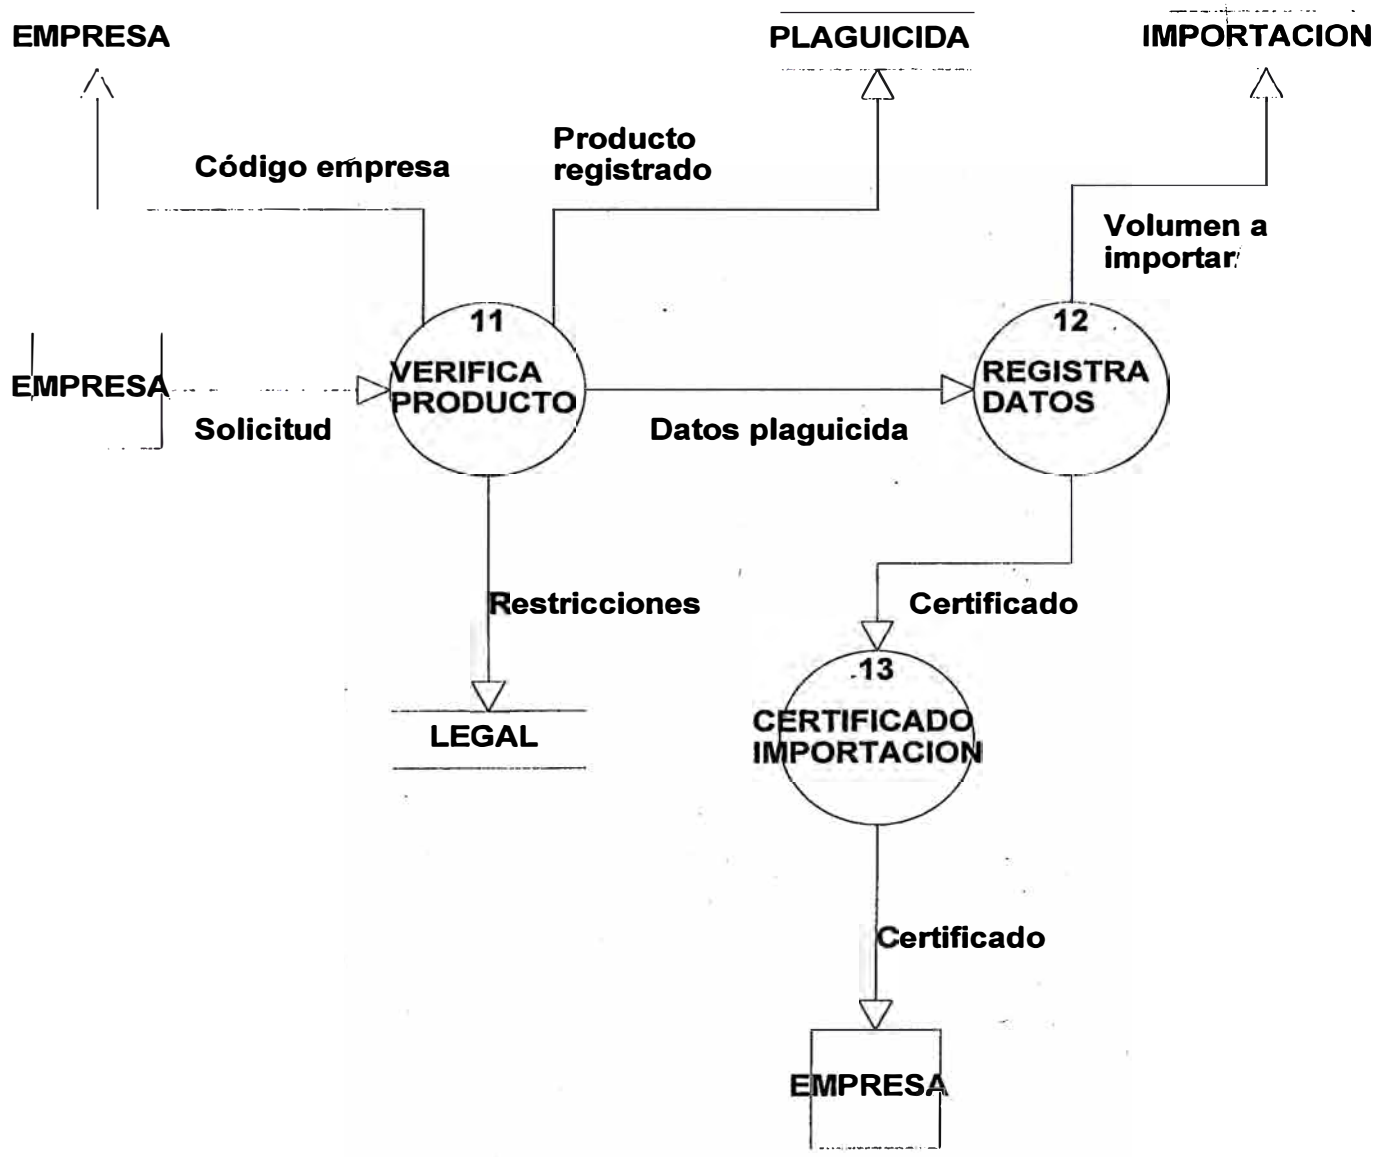 EMPRESA
PLAGUICIDA
IMPORTACION
Código empresa
Producto
registrado
Volumen a
importar
11
VERIFICA
PRODUCTO
12
REGISTRA
DATOS
EMPRESA
Solicitud
Datos plaguicida
Restricciones
Certificado
LEGAL
13
CERTIFICADO
IMPORTACION
Certificado
EMPRESA